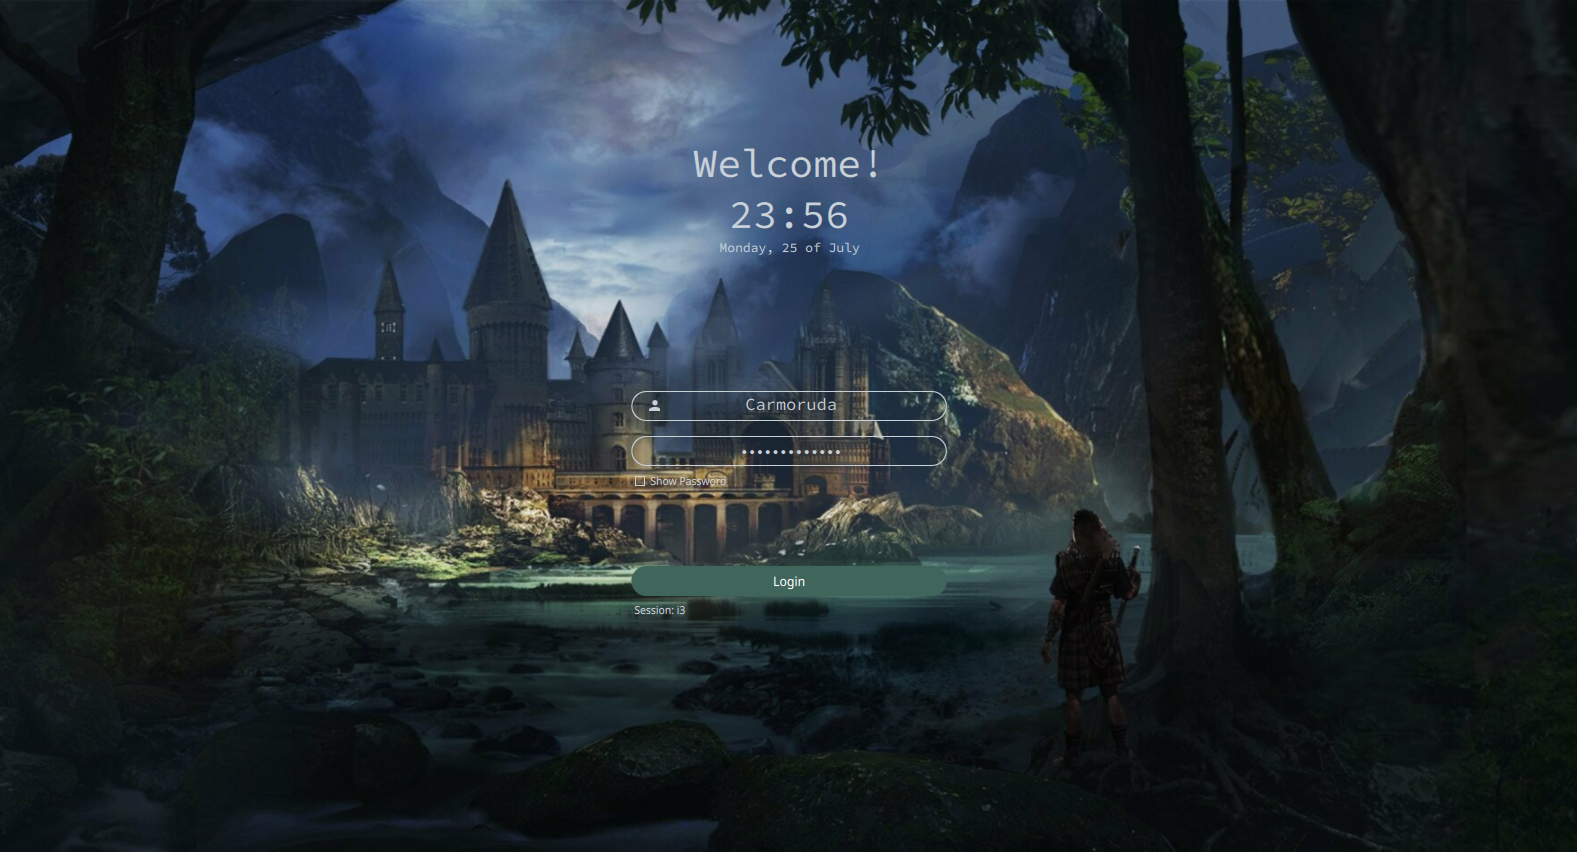 Welcome!
23:56
Monday, 25 of July
Carmoruda
•••••••••••••
Show Password
Login
Session: i3